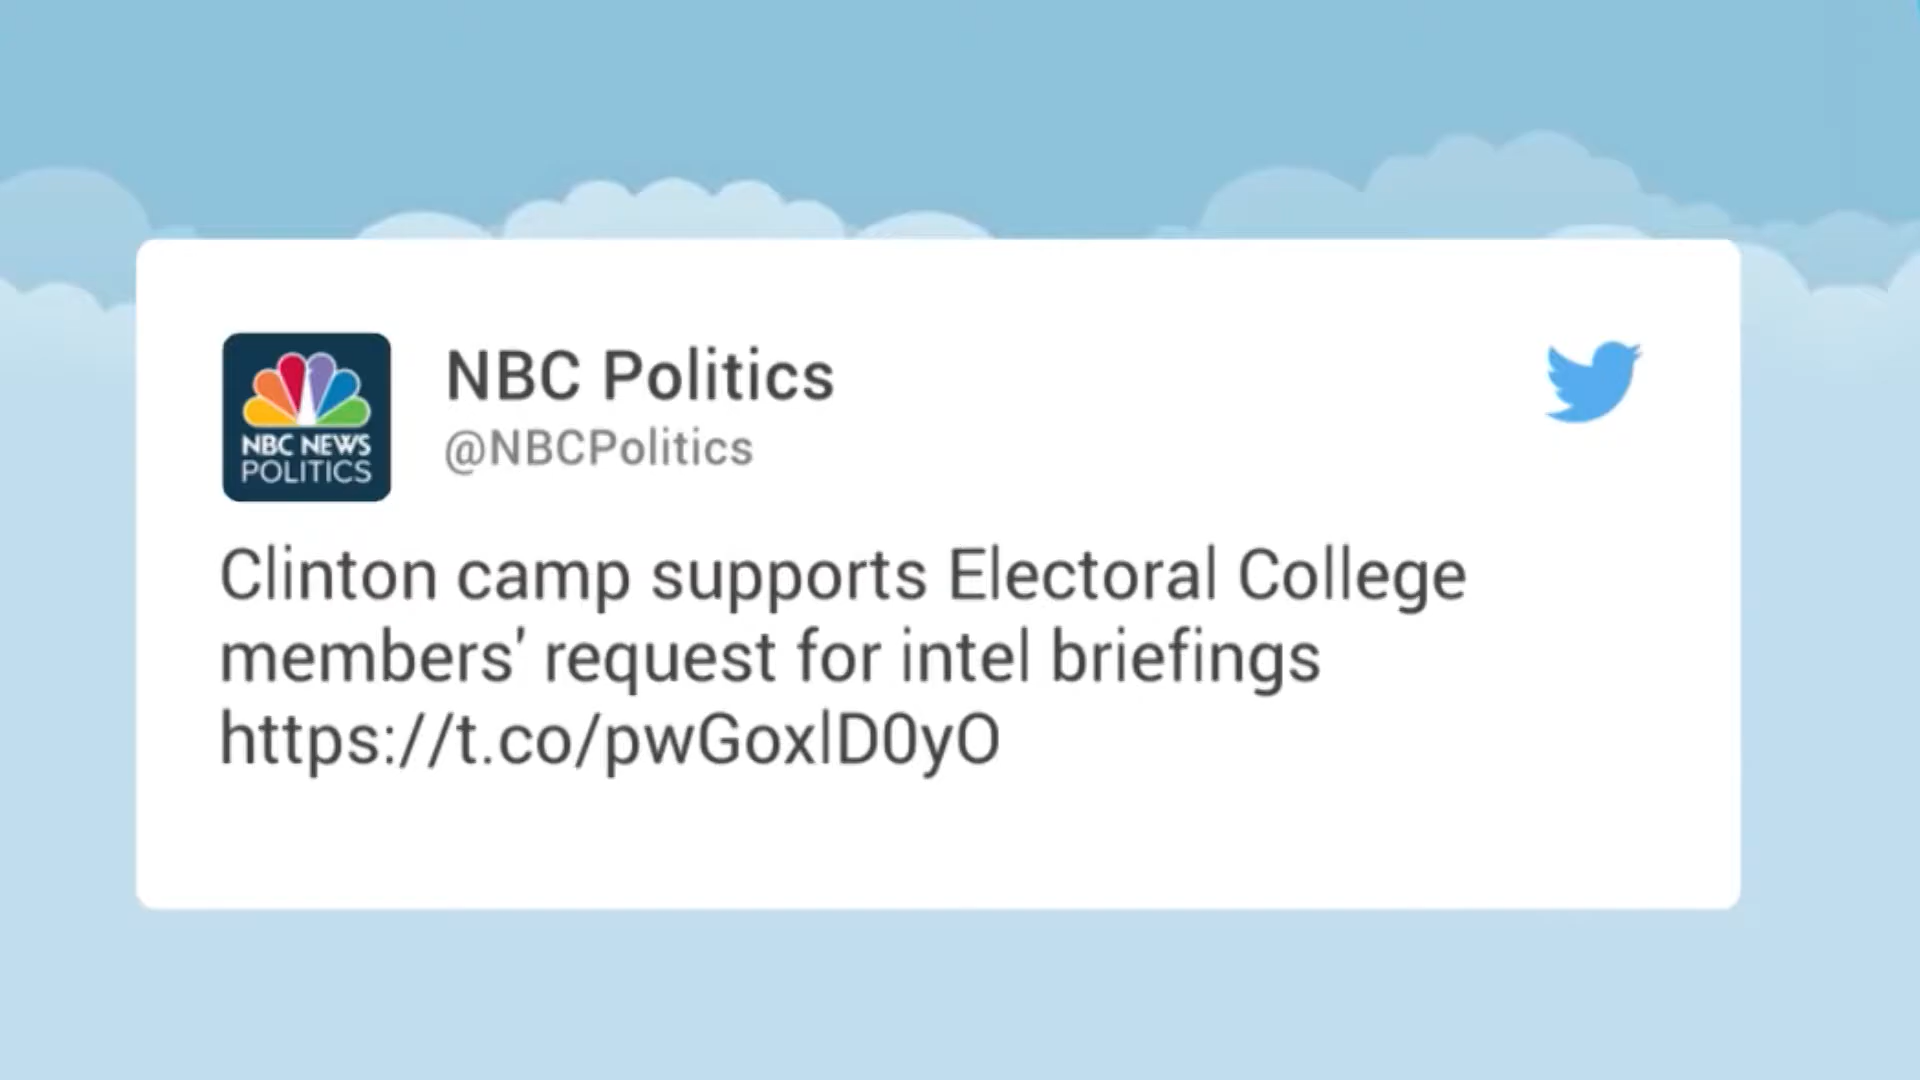 NBC Politics
@NBCPolitics
NBC NEWS
POLITICS
Clinton camp supports Electoral College
members' request for intel briefings
https://t.co/pwGoxlD0yO